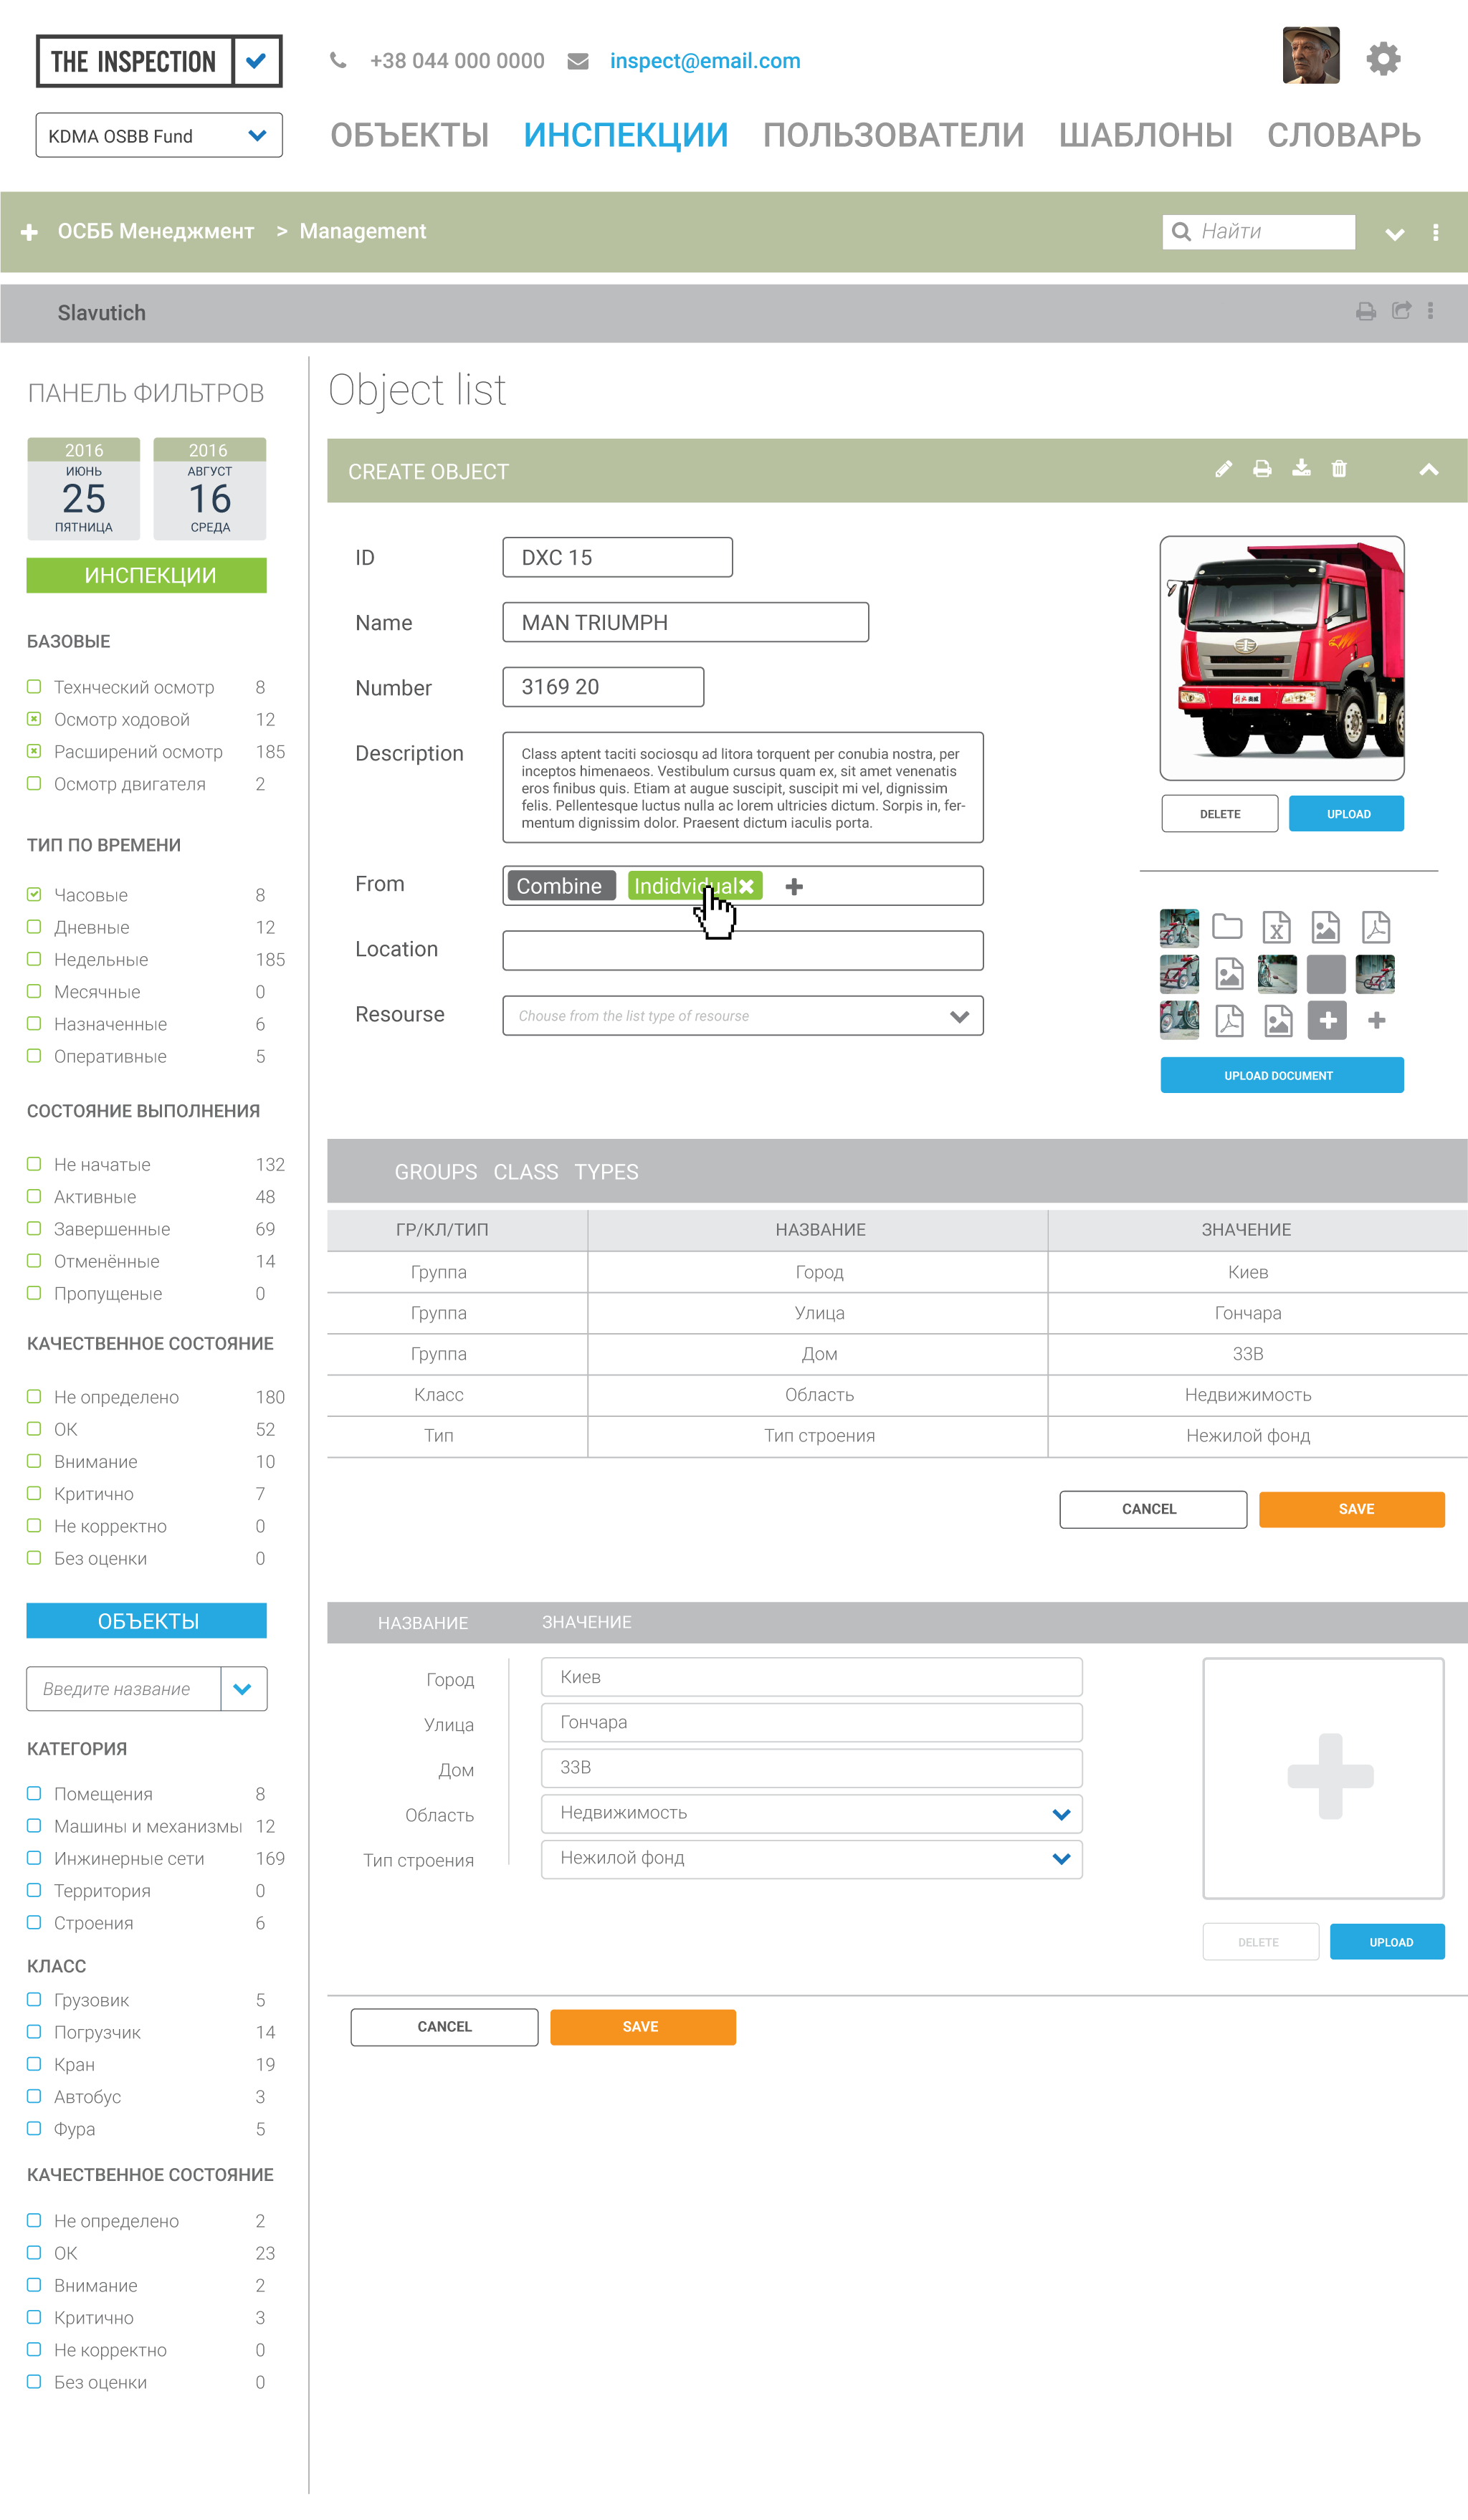 THE INSPECTION
+38 044 000 0000
inspect@email.com
KDMA OSBB Fund
ОБЪЕКТЫ ИНСПЕКЦИИ ПОЛЬЗОВАТЕЛИ ШАБЛОНЫ СЛОВАРЬ
ОСББ Менеджмент > Management
Найти
Slavutich
ПАНЕЛЬ ФИЛЬТРОВ
2016
ИЮНЬ
25
ПЯТНИЦА
2016
АВГУСТ
16
СРЕДА
ИНСПЕКЦИИ
БАЗОВЫЕ
Технческий осмотр 8
Осмотр ходовой 12
Расширений осмотр 185
Осмотр двигателя 2
ТИП ПО ВРЕМЕНИ
Часовые 8
Дневные 12
Недельные 185
Месячные 0
Назначенные 6
Оперативные 5
СОСТОЯНИЕ ВЫПОЛНЕНИЯ
Не начатые 132
Активные 48
Завершенные 69
Отменённые 14
Пропущеные 0
КАЧЕСТВЕННОЕ СОСТОЯНИЕ
Не определено 180
ОК 52
Внимание 10
Критично 7
Не корректно 0
Без оценки 0
ОБЪЕКТЫ
Введите название
КАТЕГОРИЯ
Помещения 8
Машины и механизмы 12
Инжинерные сети 169
Территория 0
Строения 6
КЛАСС
Грузовик 5
Погрузчик 14
Кран 19
Автобус 3
Фура 5
КАЧЕСТВЕННОЕ СОСТОЯНИЕ
Не определено 2
ОК 23
Внимание 2
Критично 3
Не корректно 0
Без оценки 0
Object list
CREATE OBJECT
ID DXC 15
Name MAN TRIUMPH
Number 3169 20
Description
Class aptent taciti sociosqu ad litora torquent per conubia nostra, per
inceptos himenaeos. Vestibulum cursus quam ex, sit amet venenatis
eros finibus quis. Etiam at augue suscipit, suscipit mi vel, dignissim
felis. Pellentesque luctus nulla ac lorem ultricies dictum. Sorpis in, fer-
mentum dignissim dolor. Praesent dictum iaculis porta.
From Combine Indidvidual
Location
Resourse Chouse from the list type of resourse
DELETE UPLOAD
X
UPLOAD DOCUMENT
GROUPS CLASS TYPES
ГР/КЛ/ТИП НАЗВАНИЕ ЗНАЧЕНИЕ
Группа Город Киев
Группа Улица Гончара
Группа Дом 33В
Класс Область Недвижимость
Тип Тип строения Нежилой фонд
CANCEL SAVE
НАЗВАНИЕ ЗНАЧЕНИЕ
Город Киев
Улица Гончара
Дом 33В
Область Недвижимость
Тип строения Нежилой фонд
DELETE UPLOAD
CANCEL SAVE